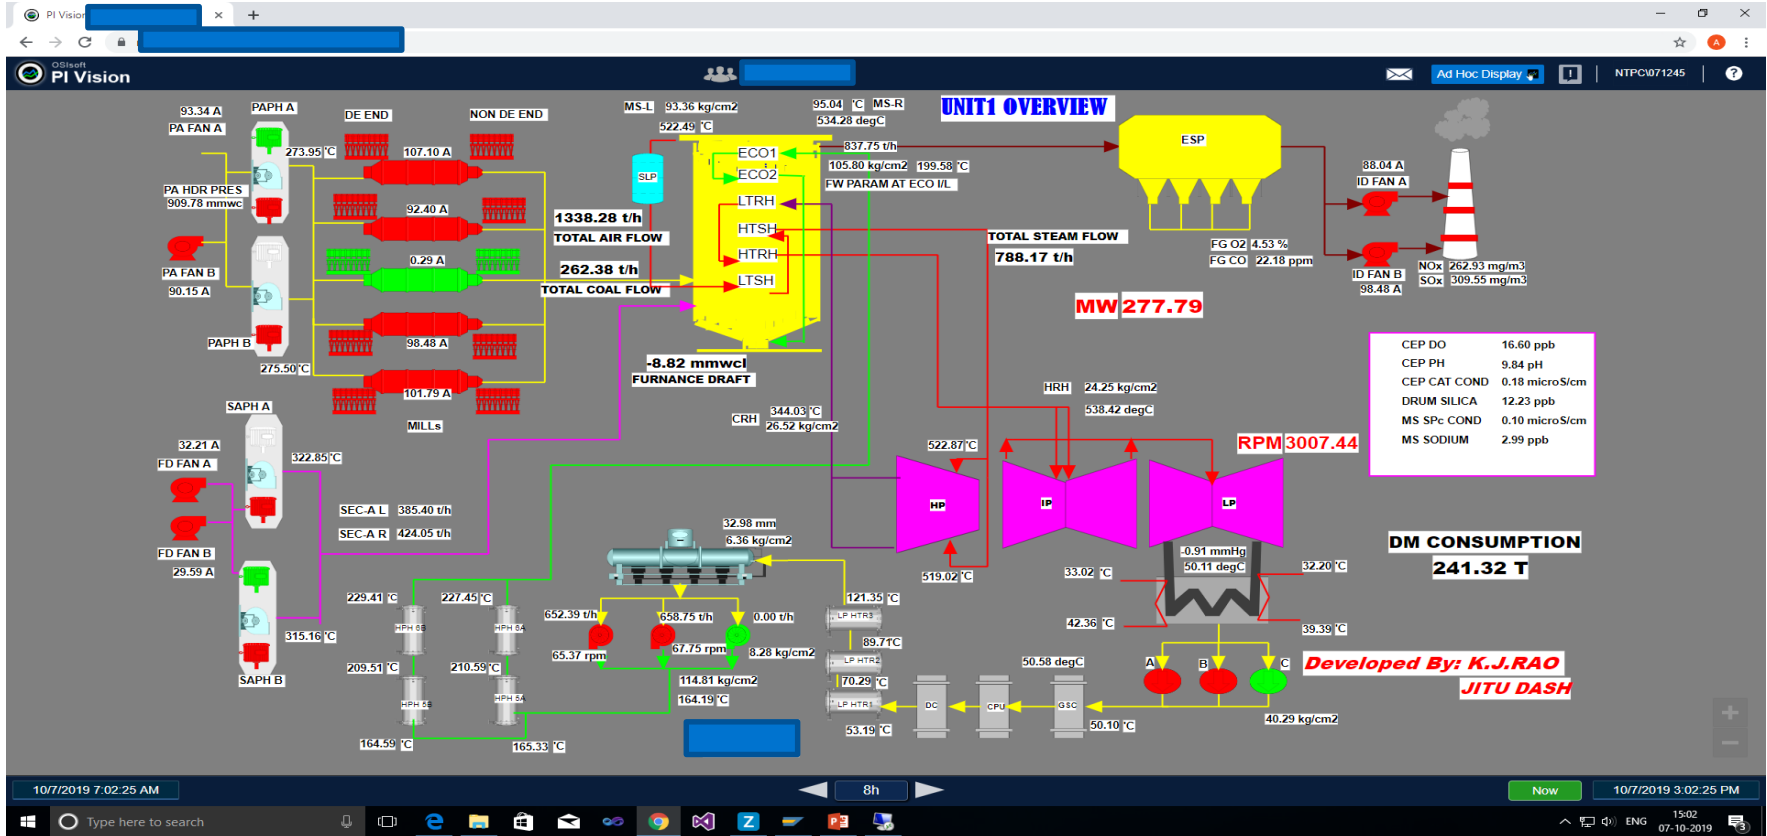 PI Vision
OSIsoft
PI Vision
Ad Hoc Display
NTPC\071245
UNIT1 OVERVIEW
93.34 A
PA FAN A
PAPH A
DE END
NON DE END
MS-L
93.36 kg/cm2
522.49 °C
95.04 °C
MS-R
534.28 degC
273.95 °C
107.10 A
PA HDR PRES
909.78 mmwc
92.40 A
0.29 A
PA FAN B
90.15 A
PAPH B
98.48 A
275.50 °C
101.79 A
MILLs
SLP
ECO1
ECO2
LTRH
HTSH
HTRH
LTSH
837.75 t/h
105.80 kg/cm2
199.58 °C
FW PARAM AT ECO I/L
1338.28 t/h
TOTAL AIR FLOW
262.38 t/h
TOTAL COAL FLOW
TOTAL STEAM FLOW
788.17 t/h
-8.82 mmwcl
FURNANCE DRAFT
ESP
88.04 A
ID FAN A
FG O2 4.53 %
FG CO 22.18 ppm
ID FAN B
98.48 A
NOx 262.93 mg/m3
SOx 309.55 mg/m3
MW 277.79
CEP DO 16.60 ppb
CEP PH 9.84 pH
CEP CAT COND 0.18 microS/cm
DRUM SILICA 12.23 ppb
MS SPc COND 0.10 microS/cm
MS SODIUM 2.99 ppb
HRH 24.25 kg/cm2
538.42 degC
CRH
344.03 °C
26.52 kg/cm2
RPM 3007.44
522.87 °C
HP
IP
LP
519.02 °C
-0.91 mmHg
50.11 degC
33.02 °C
32.20 °C
42.36 °C
39.39 °C
DM CONSUMPTION
241.32 T
SAPH A
32.21 A
FD FAN A
322.85 °C
FD FAN B
29.59 A
SEC-A L 385.40 t/h
SEC-A R 424.05 t/h
315.16 °C
SAPH B
32.98 mm
6.36 kg/cm2
229.41 °C
227.45 °C
HPH 6B
HPH 6A
652.39 t/h
658.75 t/h
0.00 t/h
65.37 rpm
67.75 rpm
8.28 kg/cm2
209.51 °C
210.59 °C
HPH 5B
HPH 5A
114.81 kg/cm2
164.19 °C
164.59 °C
165.33 °C
121.35 °C
LP HTR3
89.71 °C
LP HTR2
70.29 °C
LP HTR1
53.19 °C
50.58 degC
DC
CPU
GSC
50.10 °C
A
B
C
40.29 kg/cm2
Developed By: K.J.RAO
JITU DASH
10/7/2019 7:02:25 AM
8h
Now
10/7/2019 3:02:25 PM
Type here to search
ENG
15:02
07-10-2019